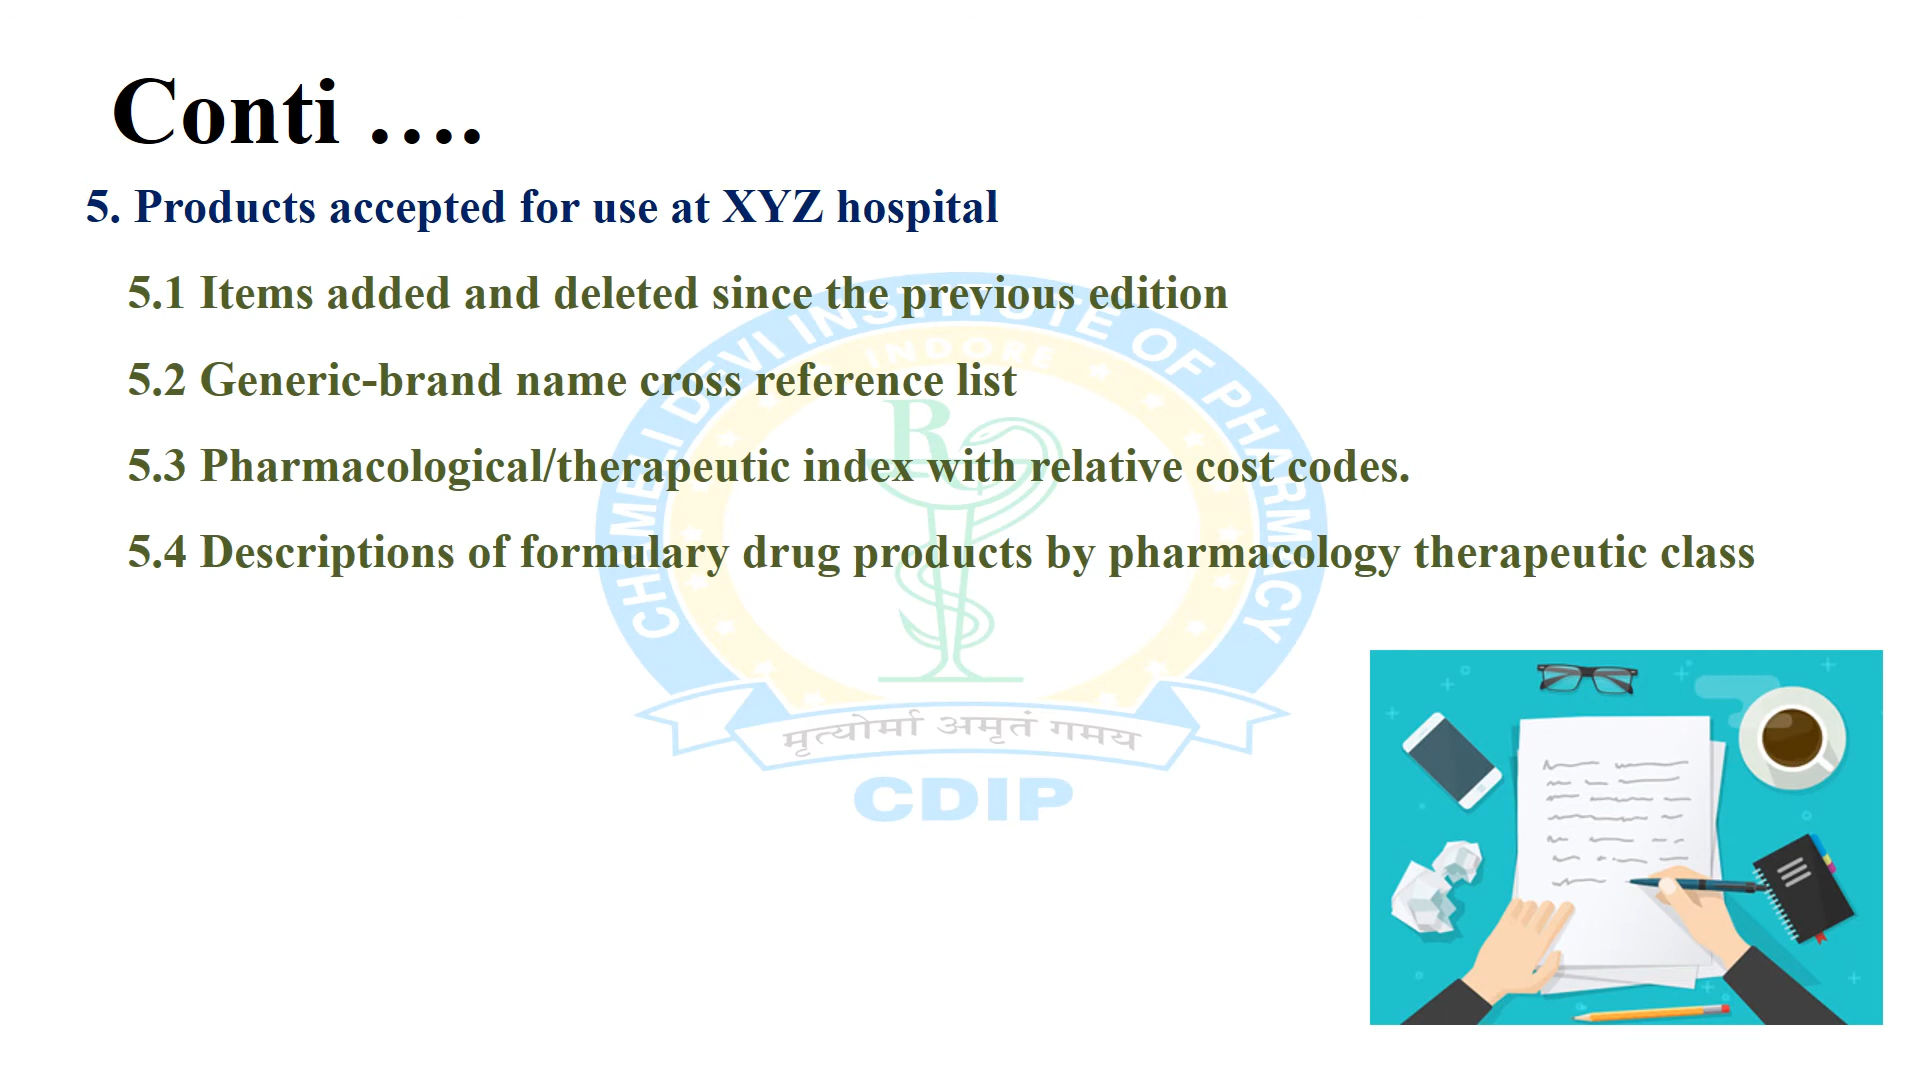 Conti ….
5. Products accepted for use at XYZ hospital
5.1 Items added and deleted since the previous edition
5.2 Generic-brand name cross reference list
5.3 Pharmacological/therapeutic index with relative cost codes.
5.4 Descriptions of formulary drug products by pharmacology therapeutic class
CHAMELI DEVI INSTITUTE OF PHARMACY
INDORE
R
मृत्योर्मा अमृतं गमय
CDIP